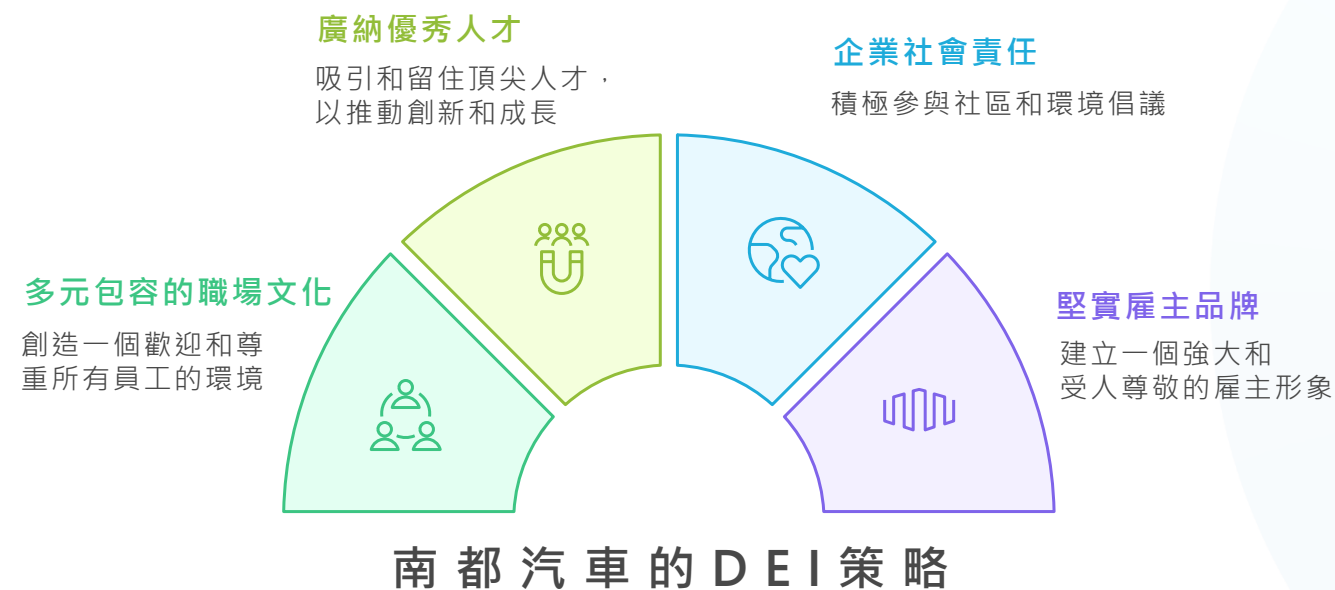 廣納優秀人才
吸引和留住頂尖人才，
以推動創新和成長
企業社會責任
積極參與社區和環境倡議
多元包容的職場文化
創造一個歡迎和尊
重所有員工的環境
堅實雇主品牌
建立一個強大和
受人尊敬的雇主形象
南都汽車的DEI策略